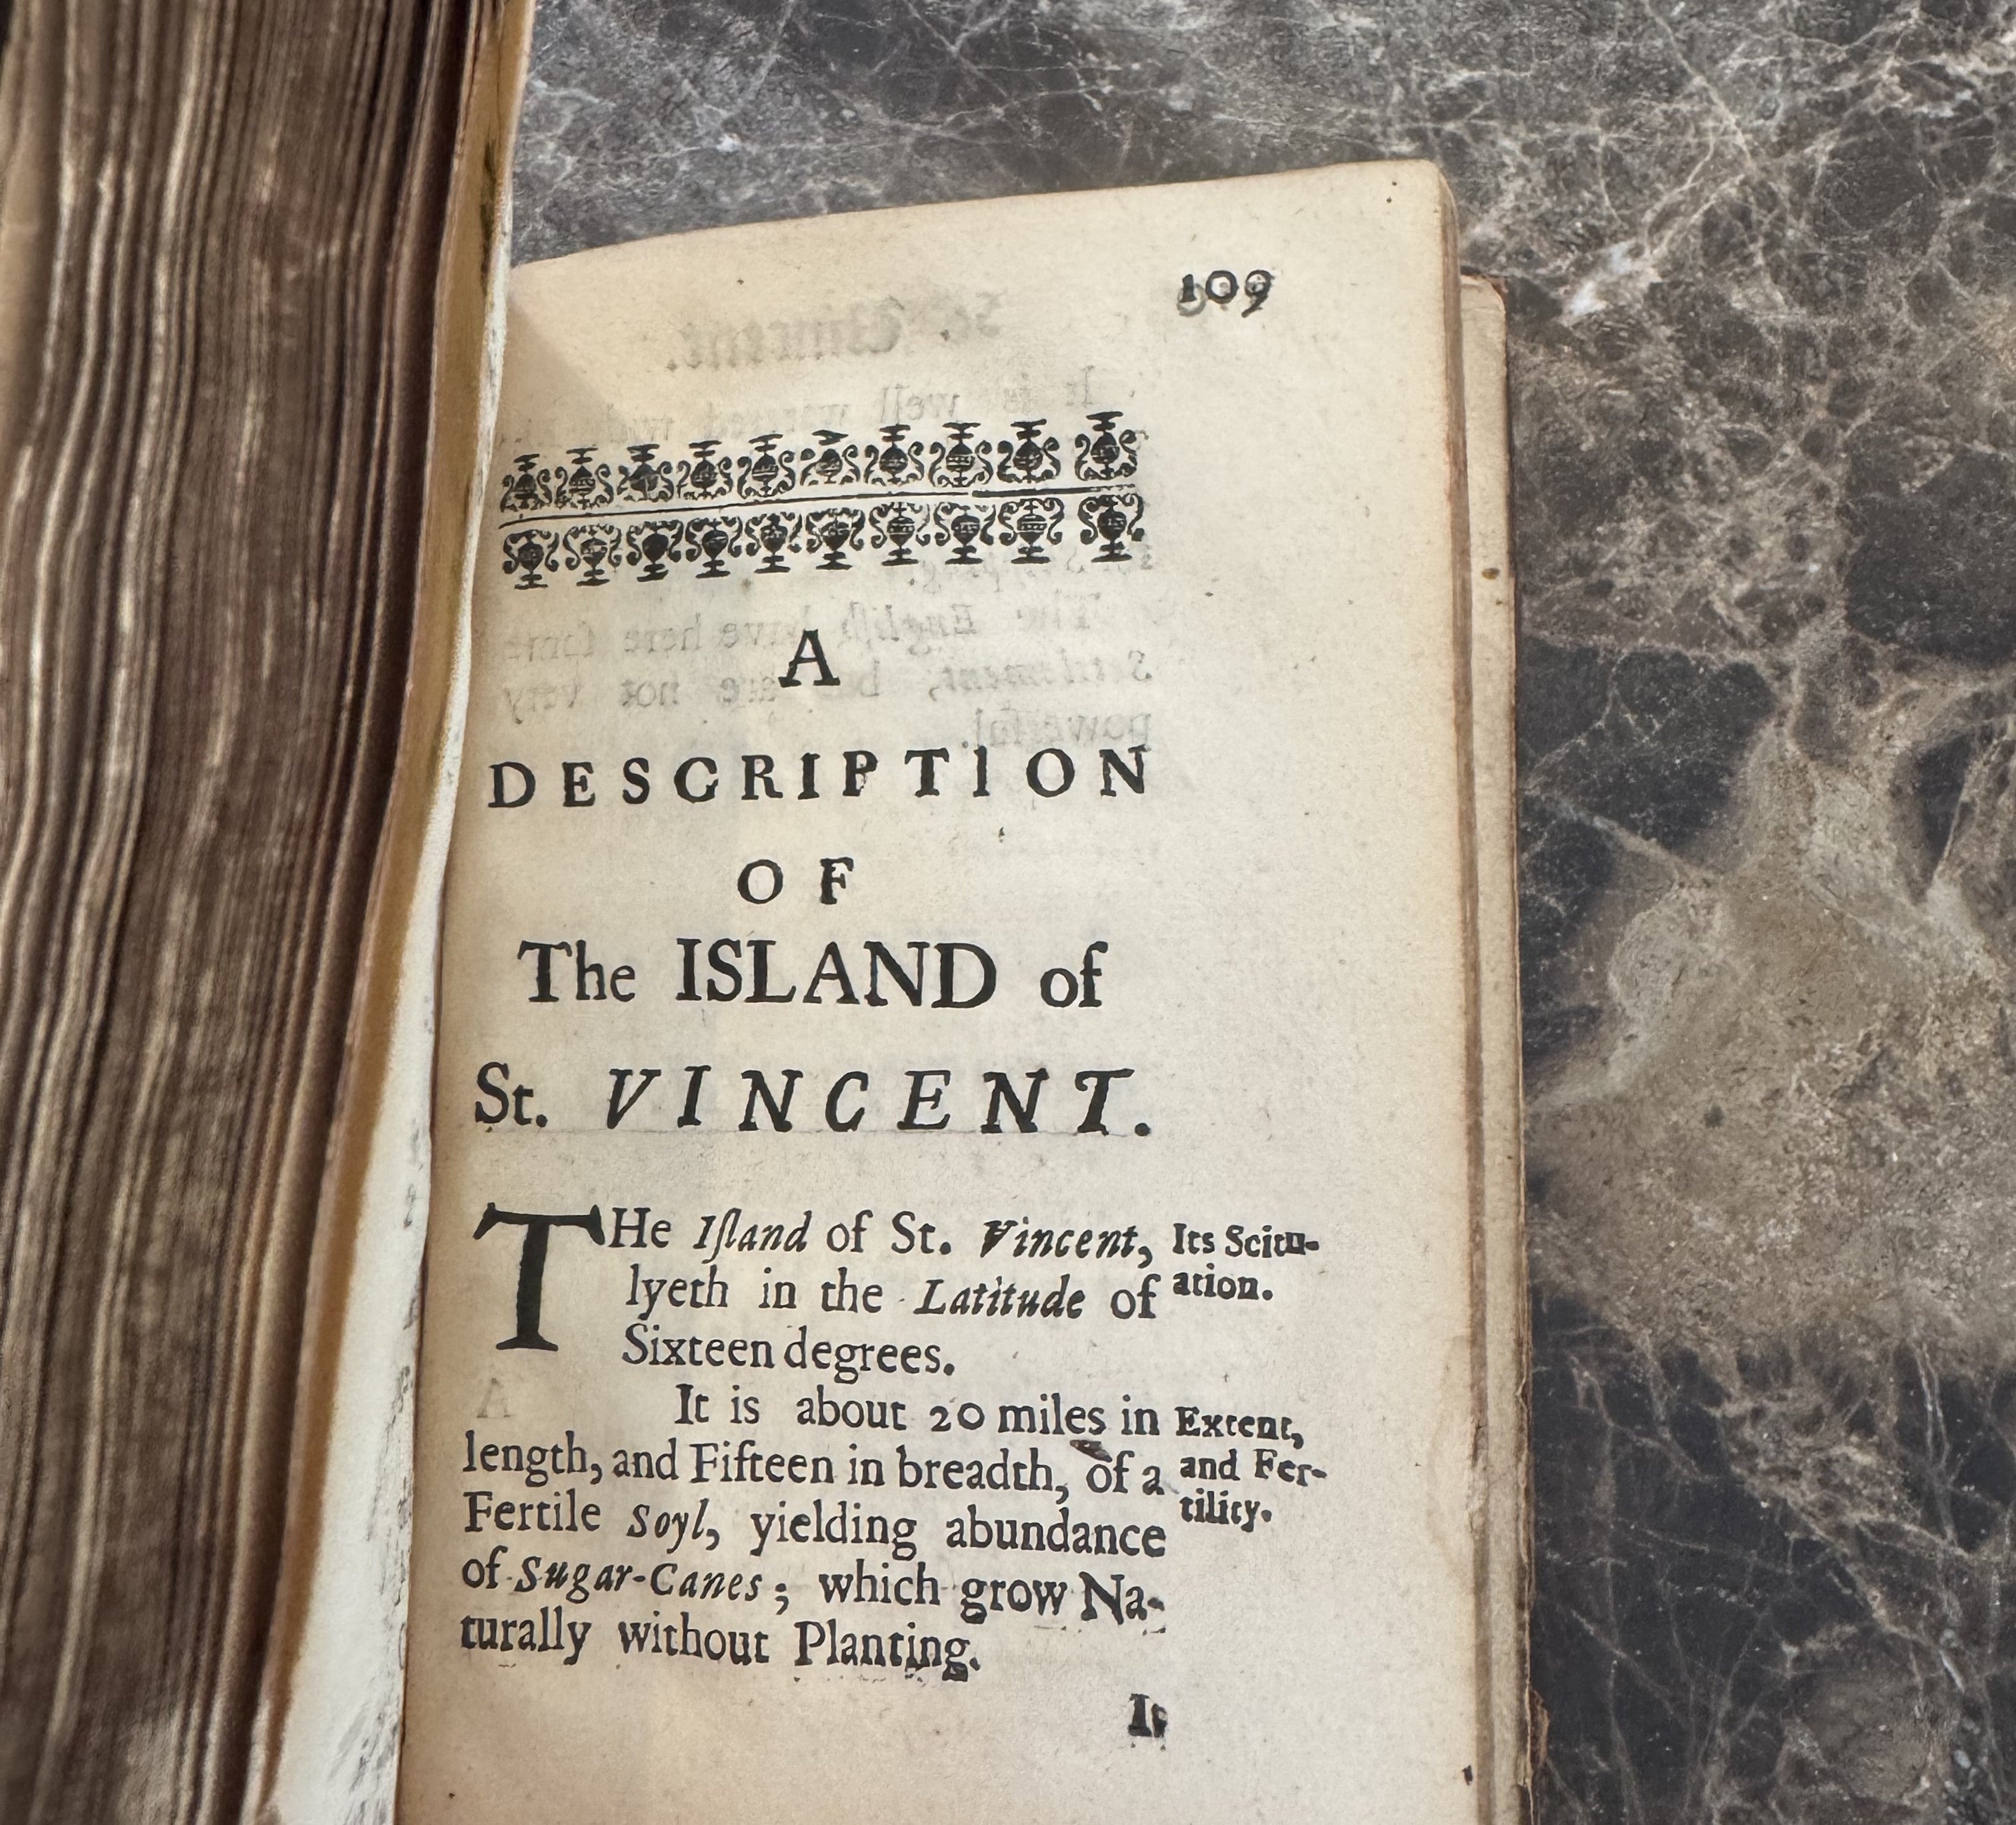 109
A
DESCRIPTION
OF
The ISLAND of
St. VINCENT.
THe Iſland of St. Vincent,
lyeth in the Latitude of
Sixteen degrees.
Its Scitu-
ation.
It is about 20 miles in
length, and Fifteen in breadth, of a
Fertile Soyl, yielding abundance
of Sugar-Canes; which grow Na-
turally without Planting.
Extent,
and Fer-
tility.
It